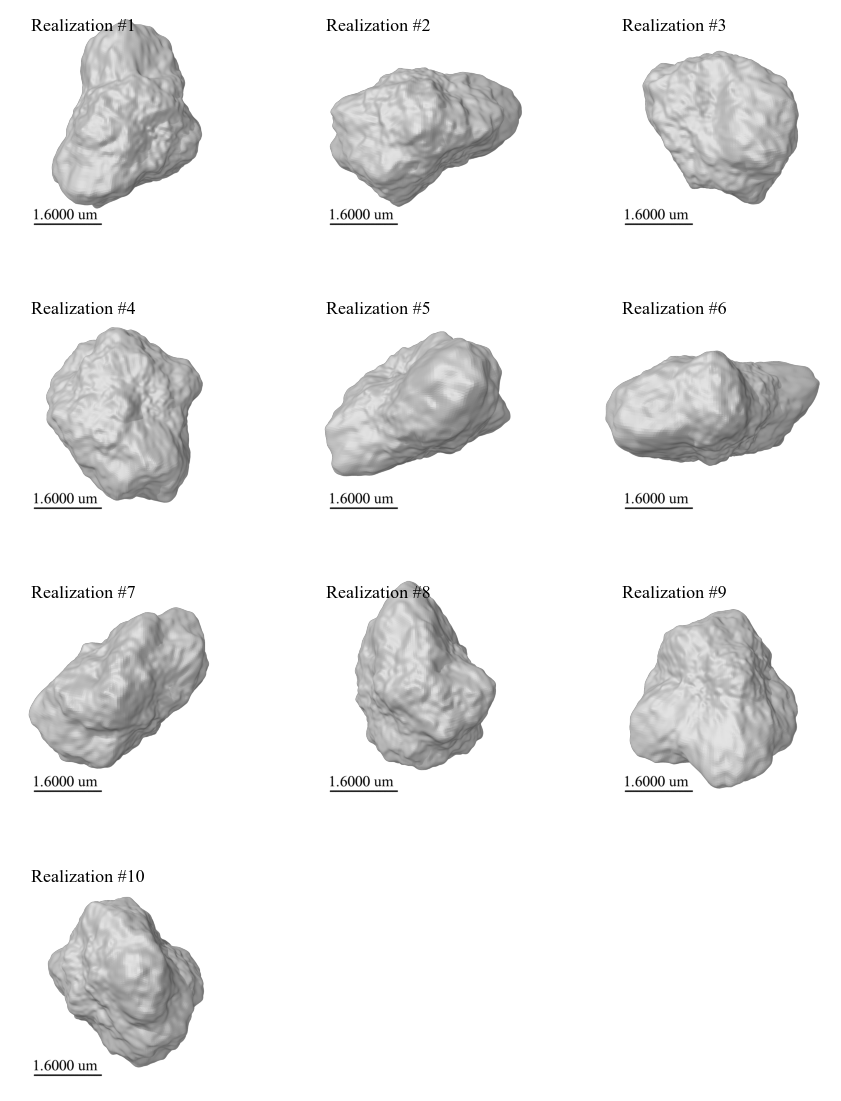 Realization #1
Realization #2
Realization #3
1.6000 um
1.6000 um
1.6000 um
Realization #4
Realization #5
Realization #6
1.6000 um
1.6000 um
1.6000 um
Realization #7
Realization #8
Realization #9
1.6000 um
1.6000 um
1.6000 um
Realization #10
1.6000 um